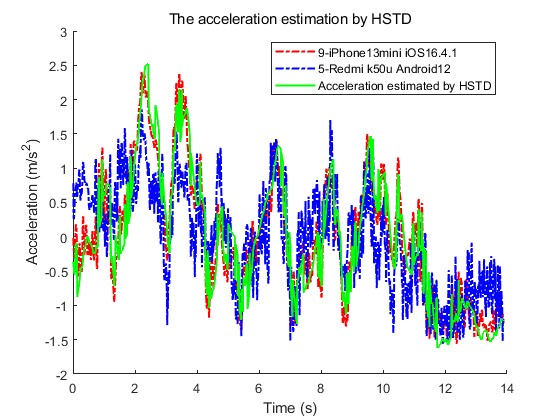 The acceleration estimation by HSTD
9-iPhone13mini iOS16.4.1
5-Redmi k50u Android12
Acceleration estimated by HSTD
Acceleration (m/s²)
3
2.5
2
1.5
1
0.5
0
-0.5
-1
-1.5
-2
0 2 4 6 8 10 12 14
Time (s)